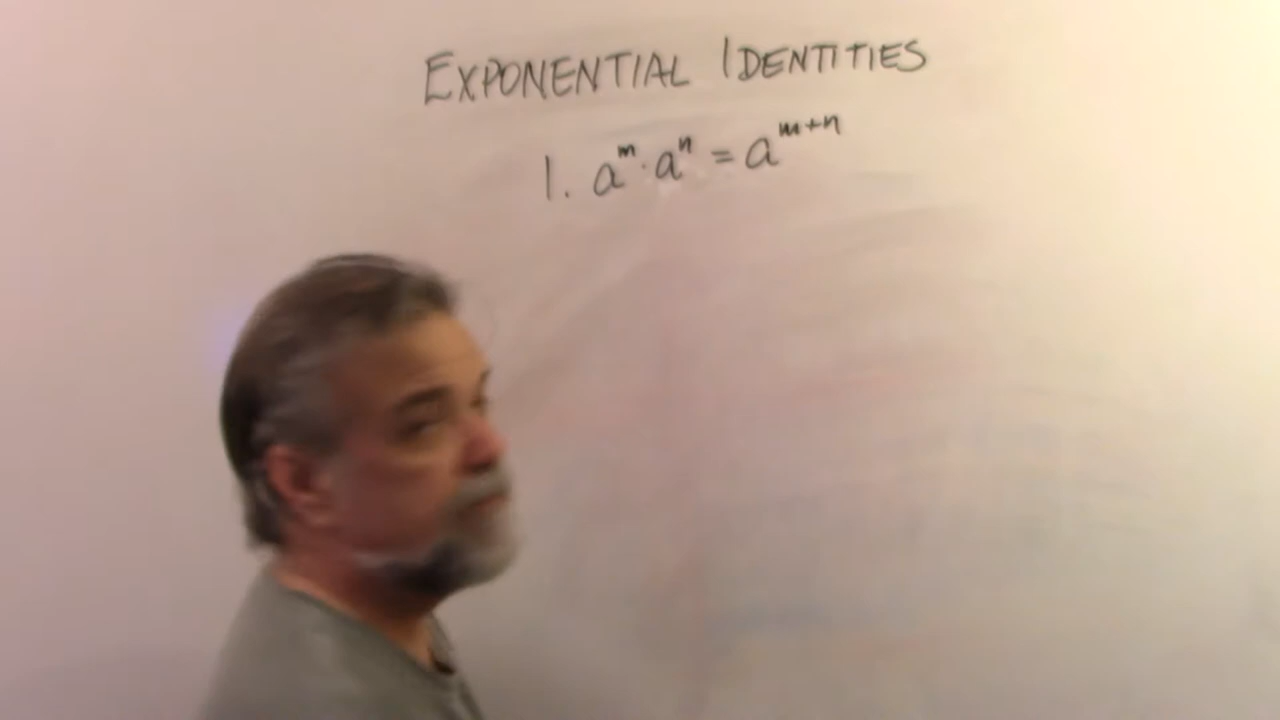 EXPONENTIAL IDENTITIES
1. a^m · a^n = a^{m+n}